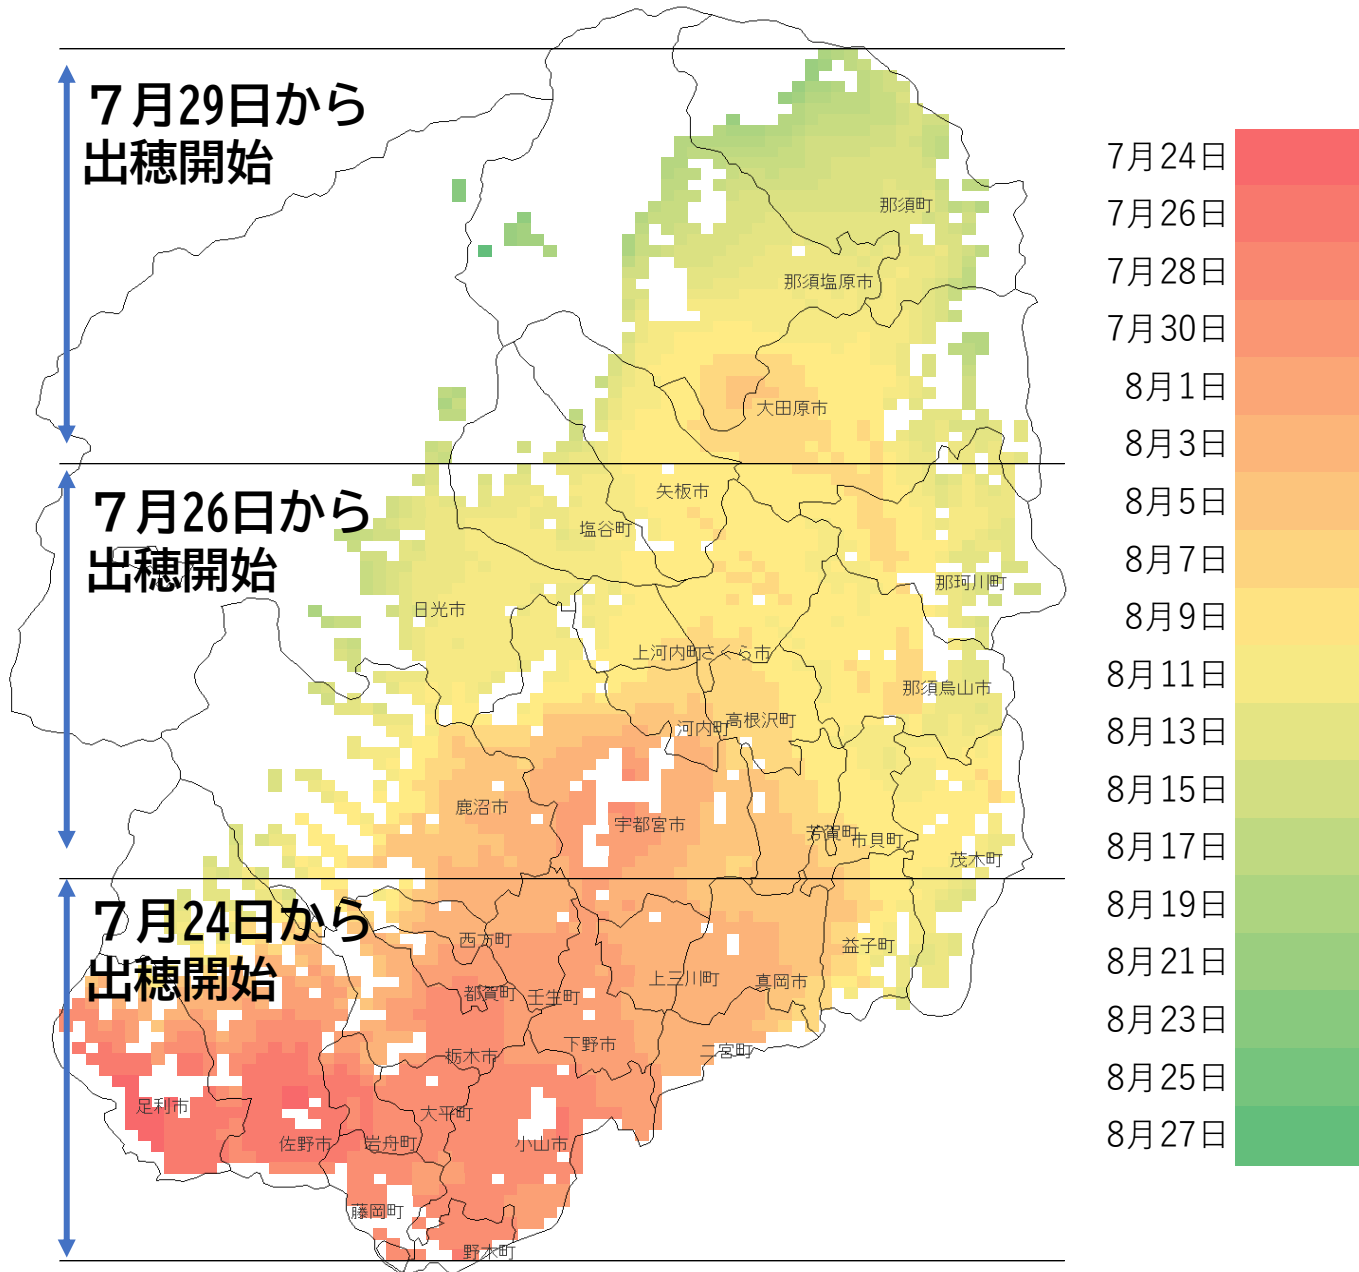 ７月29日から
出穂開始
７月26日から
出穂開始
７月24日から
出穂開始
那須町
那須塩原市
大田原市
矢板市
塩谷町
那珂川町
日光市
上河内町
さくら市
那須烏山市
高根沢町
河内町
鹿沼市
宇都宮市
芳賀町
市貝町
茂木町
西方町
益子町
上三川町
真岡市
都賀町
壬生町
下野市
二宮町
栃木市
足利市
大平町
佐野市
岩舟町
小山市
藤岡町
野木町
7月24日
7月26日
7月28日
7月30日
8月1日
8月3日
8月5日
8月7日
8月9日
8月11日
8月13日
8月15日
8月17日
8月19日
8月21日
8月23日
8月25日
8月27日